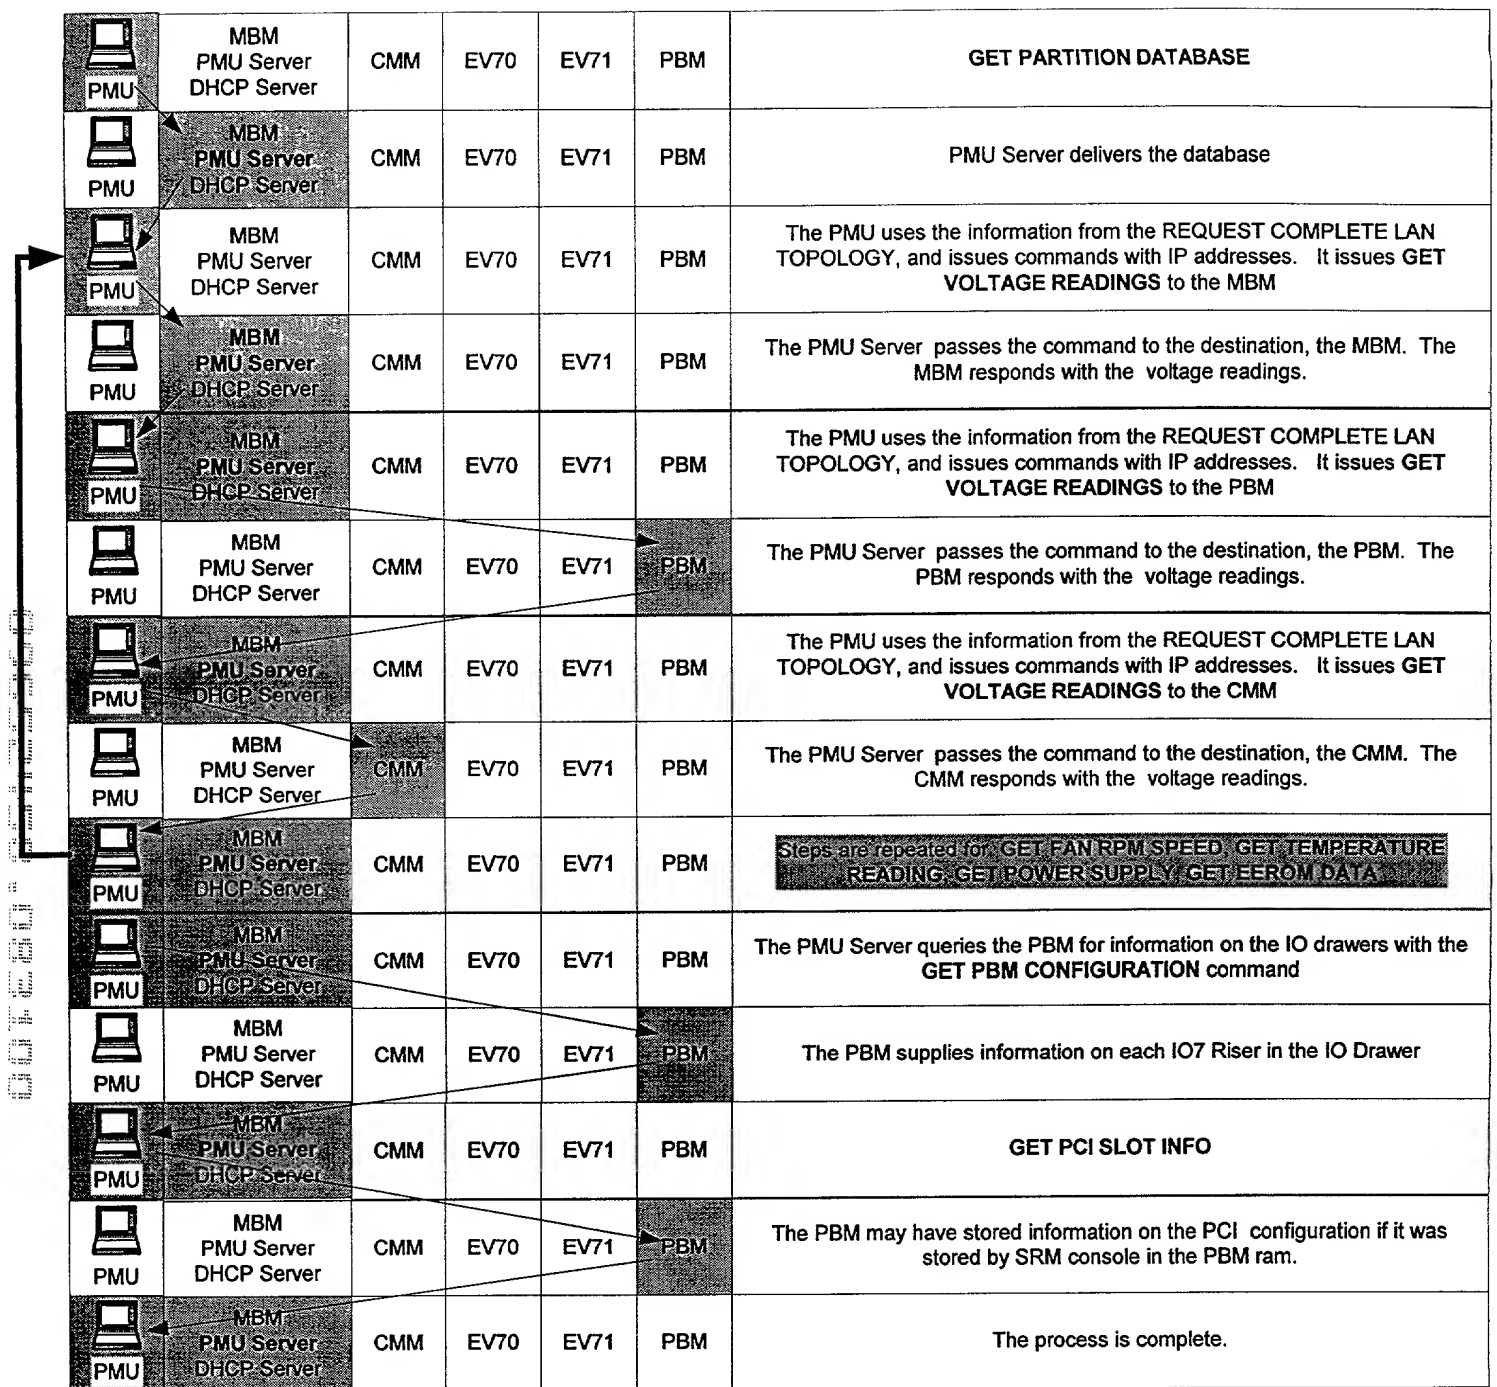 MBM
PMU Server
DHCP Server
PMU
CMM
EV70
EV71
PBM
GET PARTITION DATABASE
MBM
PMU Server
DHCP Server
PMU
CMM
EV70
EV71
PBM
PMU Server delivers the database
MBM
PMU Server
DHCP Server
PMU
CMM
EV70
EV71
PBM
The PMU uses the information from the REQUEST COMPLETE LAN
TOPOLOGY, and issues commands with IP addresses. It issues GET
VOLTAGE READINGS to the MBM
MBM
PMU Server
DHCP Server
PMU
CMM
EV70
EV71
PBM
The PMU Server passes the command to the destination, the MBM. The
MBM responds with the voltage readings.
MBM
PMU Server
DHCP Server
PMU
CMM
EV70
EV71
PBM
The PMU uses the information from the REQUEST COMPLETE LAN
TOPOLOGY, and issues commands with IP addresses. It issues GET
VOLTAGE READINGS to the PBM
MBM
PMU Server
DHCP Server
PMU
CMM
EV70
EV71
PBM
The PMU Server passes the command to the destination, the PBM. The
PBM responds with the voltage readings.
MBM
PMU Server
DHCP Server
PMU
CMM
EV70
EV71
PBM
The PMU uses the information from the REQUEST COMPLETE LAN
TOPOLOGY, and issues commands with IP addresses. It issues GET
VOLTAGE READINGS to the CMM
MBM
PMU Server
DHCP Server
PMU
CMM
EV70
EV71
PBM
The PMU Server passes the command to the destination, the CMM. The
CMM responds with the voltage readings.
MBM
PMU Server
DHCP Server
PMU
CMM
EV70
EV71
PBM
Steps are repeated for, GET FAN RPM SPEED, GET TEMPERATURE
READING, GET POWER SUPPLY, GET EEROM DATA
MBM
PMU Server
DHCP Server
PMU
CMM
EV70
EV71
PBM
The PMU Server queries the PBM for information on the IO drawers with the
GET PBM CONFIGURATION command
MBM
PMU Server
DHCP Server
PMU
CMM
EV70
EV71
PBM
The PBM supplies information on each IO7 Riser in the IO Drawer
MBM
PMU Server
DHCP Server
PMU
CMM
EV70
EV71
PBM
GET PCI SLOT INFO
MBM
PMU Server
DHCP Server
PMU
CMM
EV70
EV71
PBM
The PBM may have stored information on the PCI configuration if it was
stored by SRM console in the PBM ram.
MBM
PMU Server
DHCP Server
PMU
CMM
EV70
EV71
PBM
The process is complete.